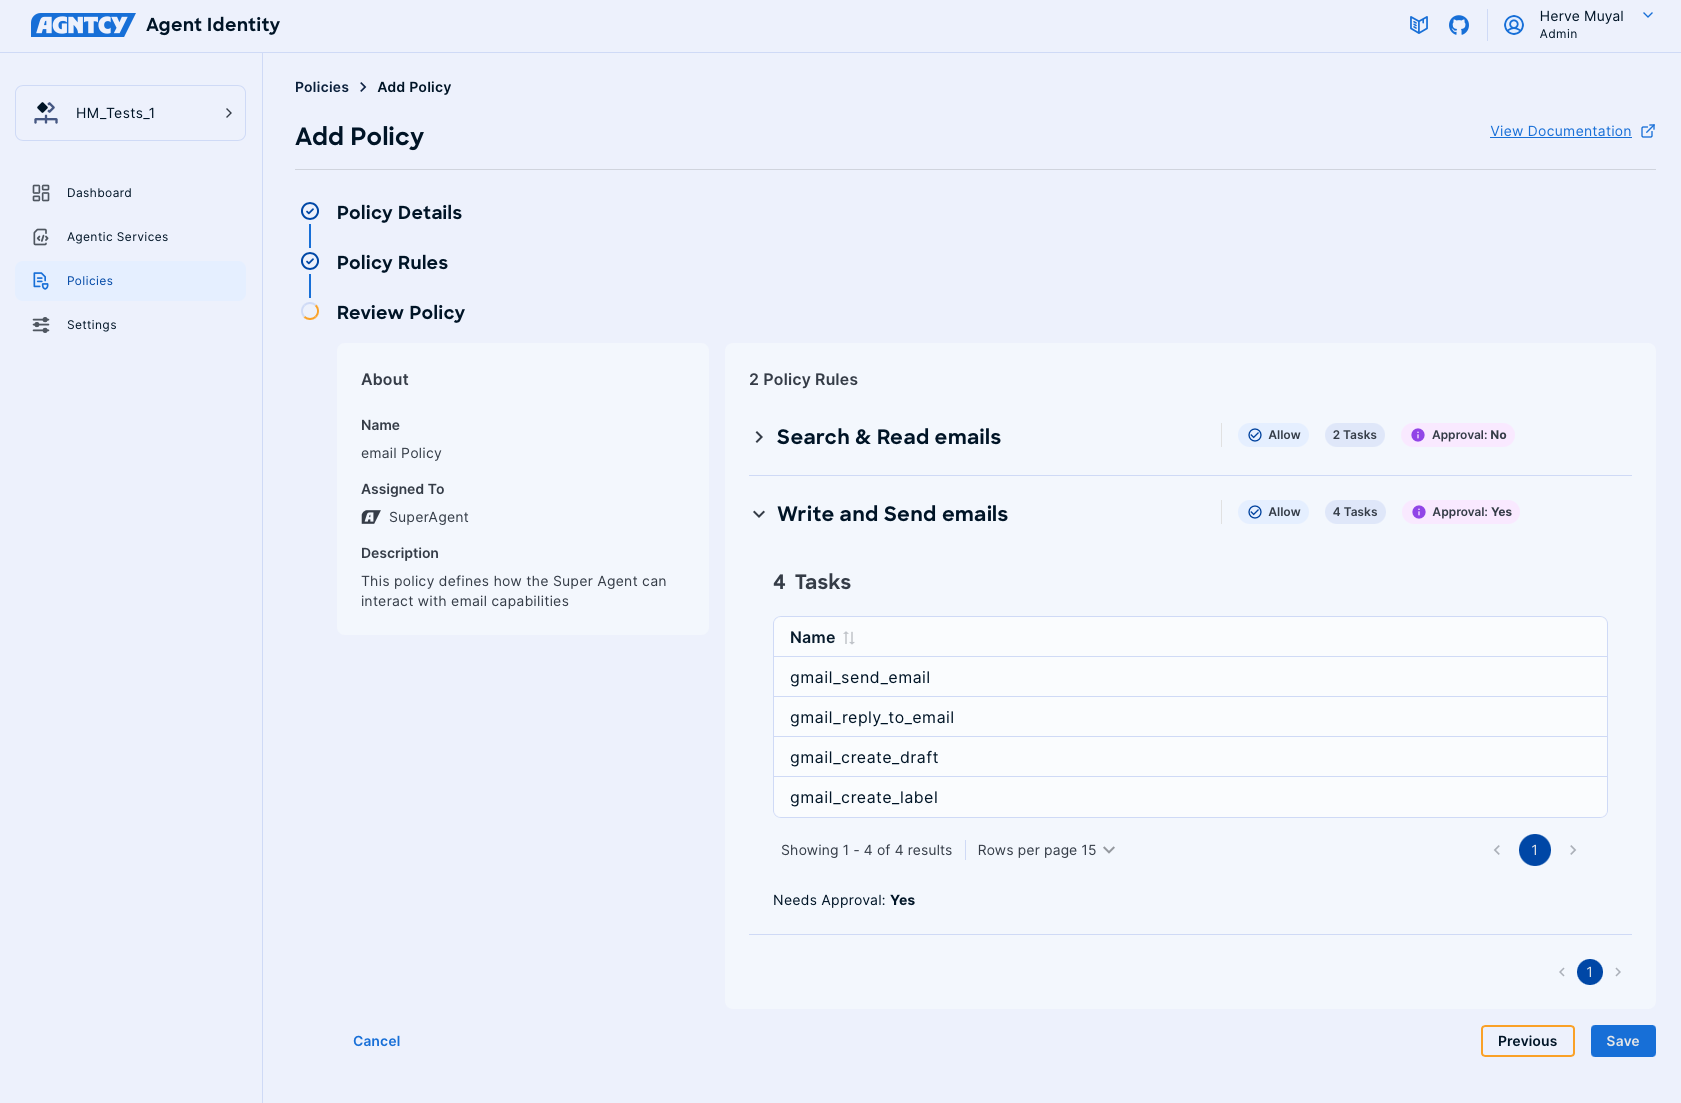 AGNTCY Agent Identity
Herve Muyal
Admin
HM_Tests_1
Dashboard
Agentic Services
Policies
Settings
Policies > Add Policy
Add Policy
View Documentation
Policy Details
Policy Rules
Review Policy
About
Name
email Policy
Assigned To
SuperAgent
Description
This policy defines how the Super Agent can
interact with email capabilities
2 Policy Rules
Search & Read emails Allow 2 Tasks Approval: No
Write and Send emails Allow 4 Tasks Approval: Yes
4 Tasks
Name
gmail_send_email
gmail_reply_to_email
gmail_create_draft
gmail_create_label
Showing 1 - 4 of 4 results Rows per page 15 1
Needs Approval: Yes
1
Cancel Previous Save